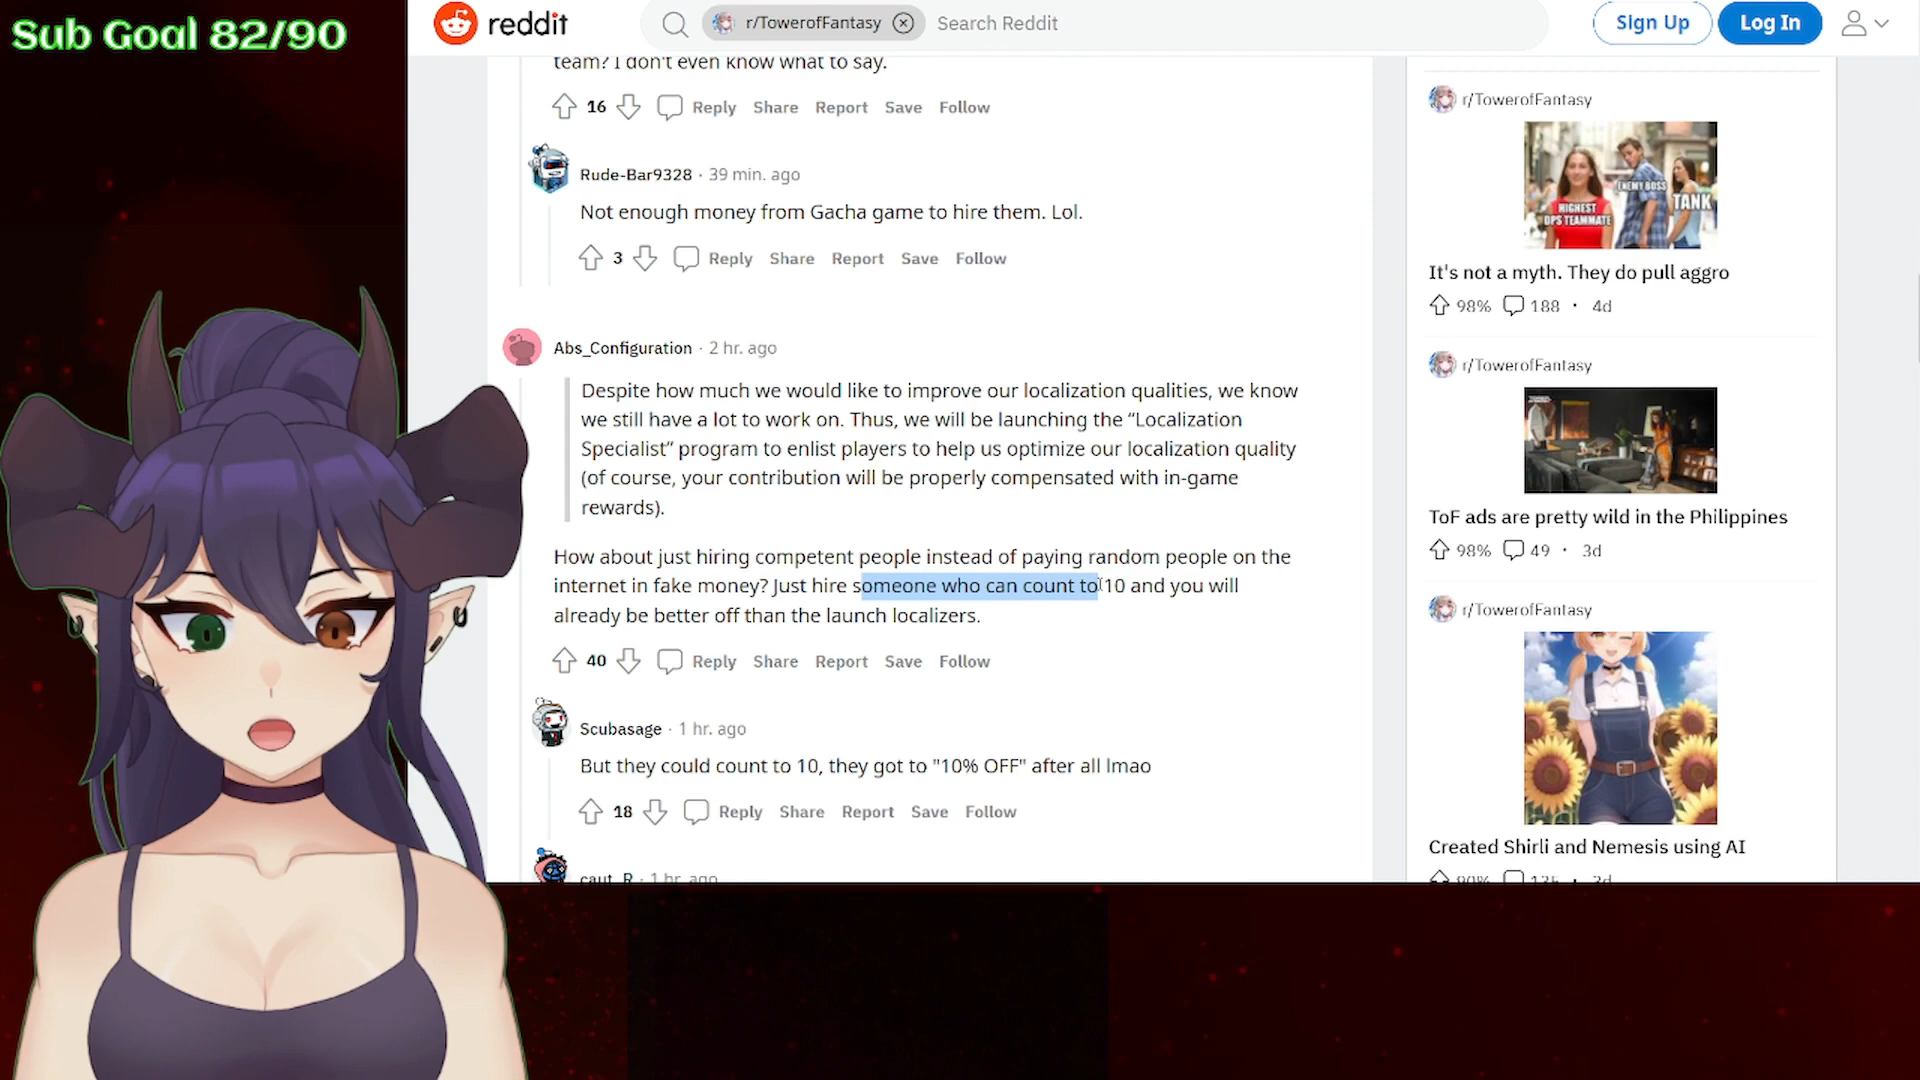 Sub Goal 82/90
reddit
r/TowerofFantasy
Search Reddit
Sign Up
Log In
team? I don't even know what to say.
16 Reply Share Report Save Follow
Rude-Bar9328 · 39 min. ago
Not enough money from Gacha game to hire them. Lol.
3 Reply Share Report Save Follow
Abs_Configuration · 2 hr. ago
Despite how much we would like to improve our localization qualities, we know
we still have a lot to work on. Thus, we will be launching the “Localization
Specialist” program to enlist players to help us optimize our localization quality
(of course, your contribution will be properly compensated with in-game
rewards).
How about just hiring competent people instead of paying random people on the
internet in fake money? Just hire someone who can count to 10 and you will
already be better off than the launch localizers.
40 Reply Share Report Save Follow
Scubasage · 1 hr. ago
But they could count to 10, they got to "10% OFF" after all lmao
18 Reply Share Report Save Follow
caut_R · 1 hr. ago
r/TowerofFantasy
HIGHEST
DPS TEAMMATE
ENEMY BOSS
TANK
It's not a myth. They do pull aggro
98% 188 · 4d
r/TowerofFantasy
ToF ads are pretty wild in the Philippines
98% 49 · 3d
r/TowerofFantasy
Created Shirli and Nemesis using AI
90% 135 · 3d